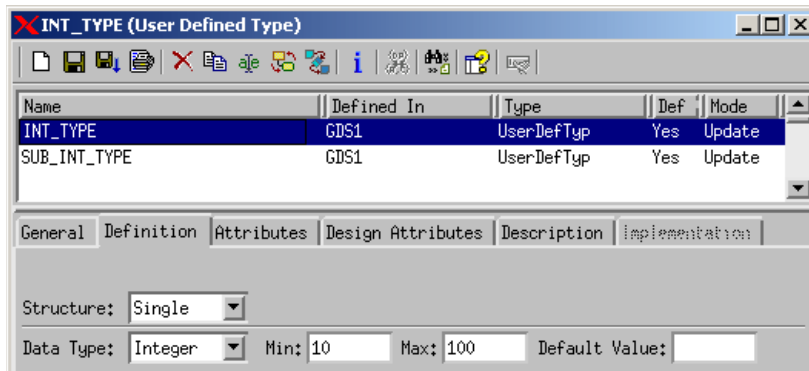 INT_TYPE (User Defined Type)
Name Defined In Type Def Mode
INT_TYPE GDS1 UserDefTyp Yes Update
SUB_INT_TYPE GDS1 UserDefTyp Yes Update
General Definition Attributes Design Attributes Description Implementation
Structure: Single
Data Type: Integer Min: 10 Max: 100 Default Value: